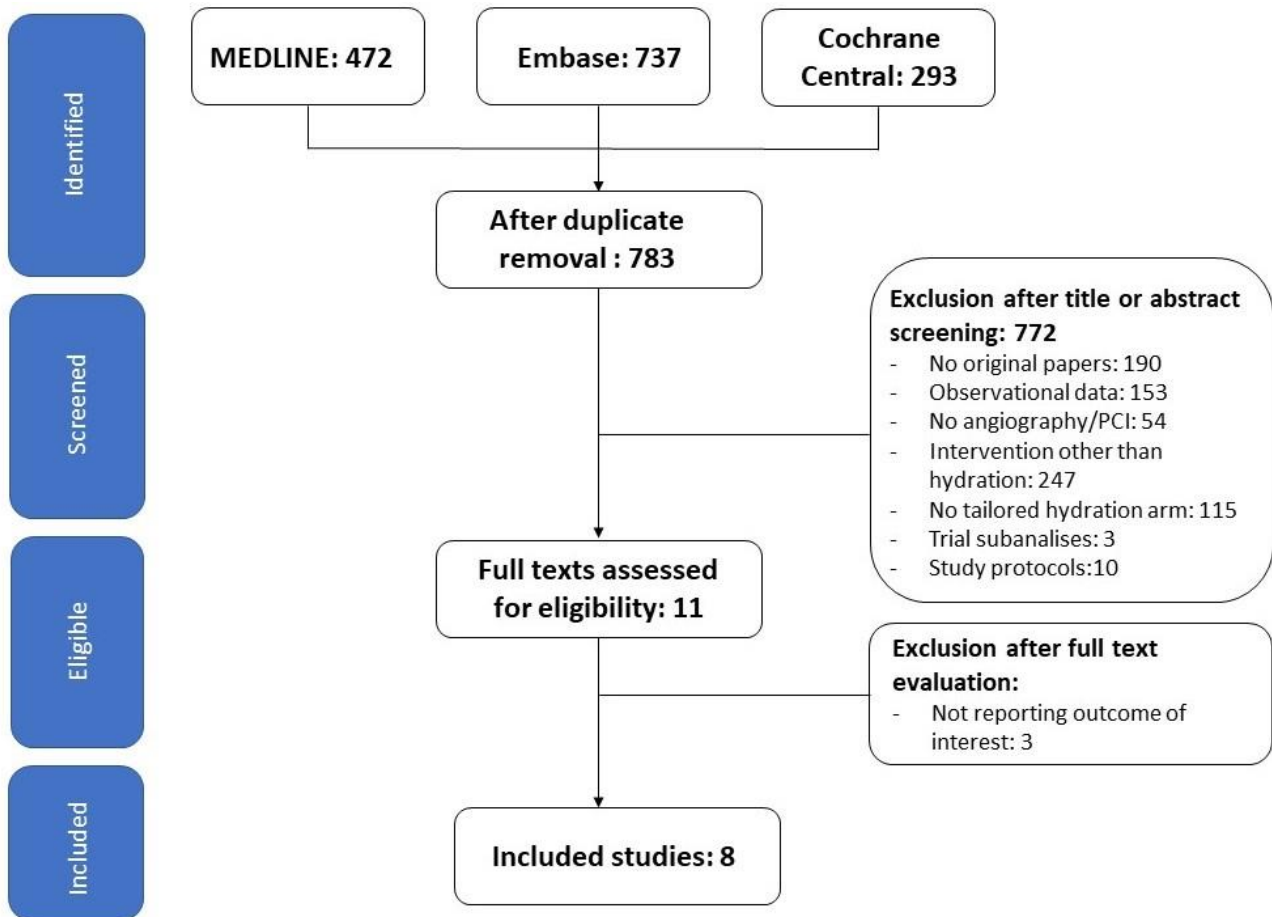 Identified
MEDLINE: 472
Embase: 737
Cochrane
Central: 293
After duplicate
removal : 783
Screened
Exclusion after title or abstract
screening: 772
- No original papers: 190
- Observational data: 153
- No angiography/PCI: 54
- Intervention other than
hydration: 247
- No tailored hydration arm: 115
- Trial subanalises: 3
- Study protocols:10
Eligible
Full texts assessed
for eligibility: 11
Exclusion after full text
evaluation:
- Not reporting outcome of
interest: 3
Included
Included studies: 8